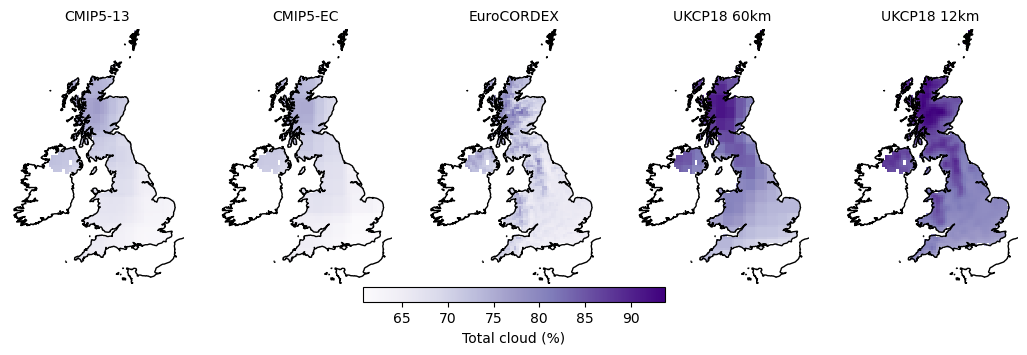 CMIP5-13 CMIP5-EC EuroCORDEX UKCP18 60km UKCP18 12km
65 70 75 80 85 90
Total cloud (%)